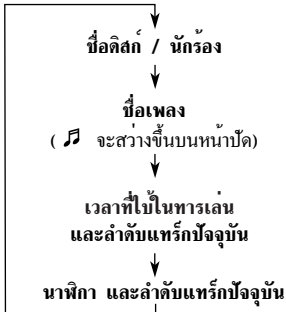 ชื่อดิสก์ / นักร้อง
ชื่อเพลง
( ♫ จะสว่างขึ้นบนหน้าปัด)
เวลาที่ใบ้ในทารเล่น
และลำดับแทร็กปัจจุบัน
นาฬิกา และลำดับแทร็กปัจจุบัน